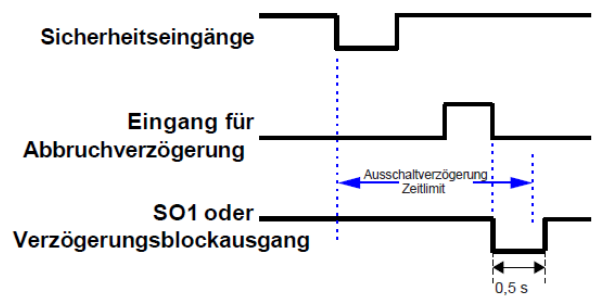 Sicherheitseingänge
Eingang für
Abbruchverzögerung
Ausschaltverzögerung
Zeitlimit
SO1 oder
Verzögerungsblockausgang
0,5 s